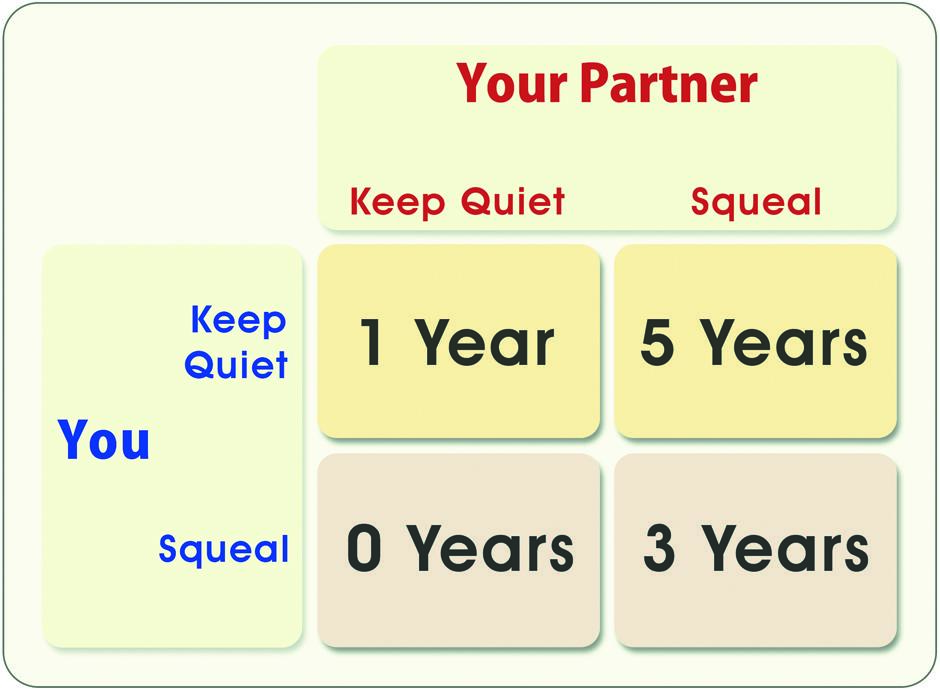 Your Partner
Keep Quiet
Squeal
You
Keep
Quiet
1 Year
5 Years
Squeal
0 Years
3 Years